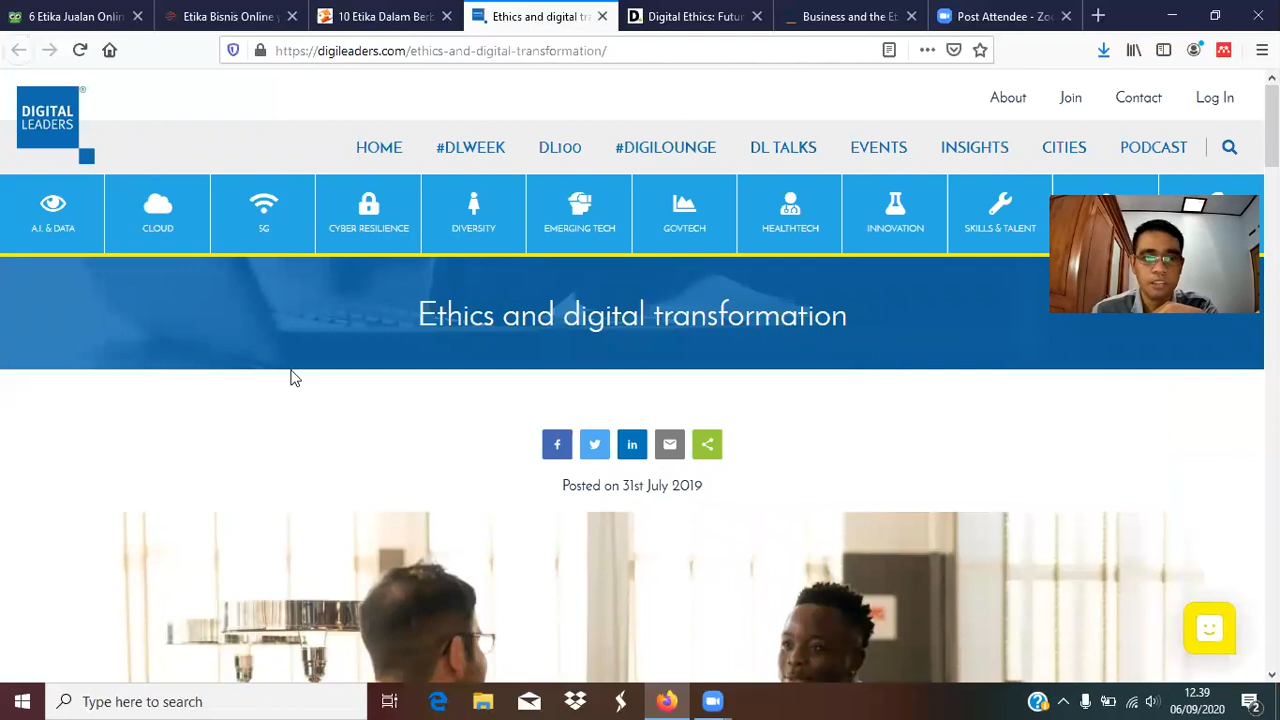 6 Etika Jualan Onlin
Etika Bisnis Online y
10 Etika Dalam Berb
Ethics and digital tra
Digital Ethics: Futur
Business and the Et
Post Attendee - Zoo
https://digileaders.com/ethics-and-digital-transformation/
About
Join
Contact
Log In
DIGITAL
LEADERS
HOME
#DLWEEK
DL100
#DIGILOUNGE
DL TALKS
EVENTS
INSIGHTS
CITIES
PODCAST
A.I. & DATA
CLOUD
5G
CYBER RESILIENCE
DIVERSITY
EMERGING TECH
GOVTECH
HEALTHTECH
INNOVATION
SKILLS & TALENT
Ethics and digital transformation
Posted on 31st July 2019
Type here to search
12.39
06/09/2020